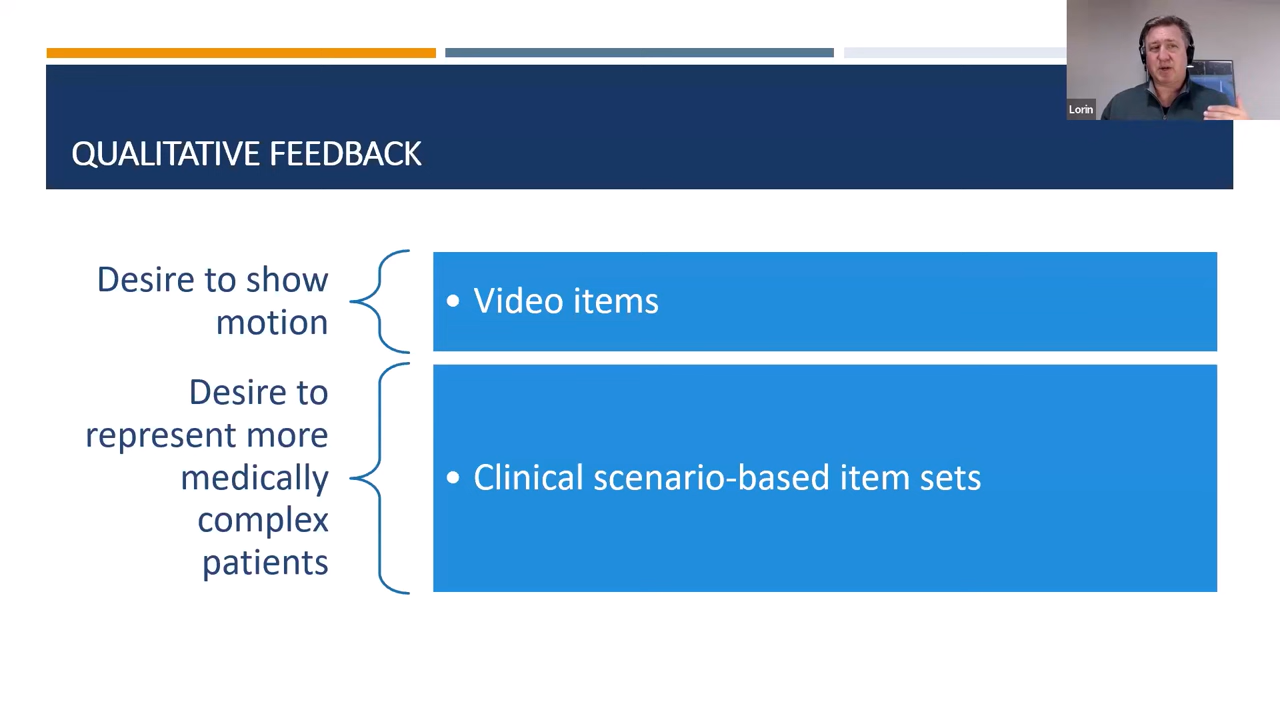 Lorin
QUALITATIVE FEEDBACK
Desire to show
motion
• Video items
Desire to
represent more
medically
complex
patients
• Clinical scenario-based item sets